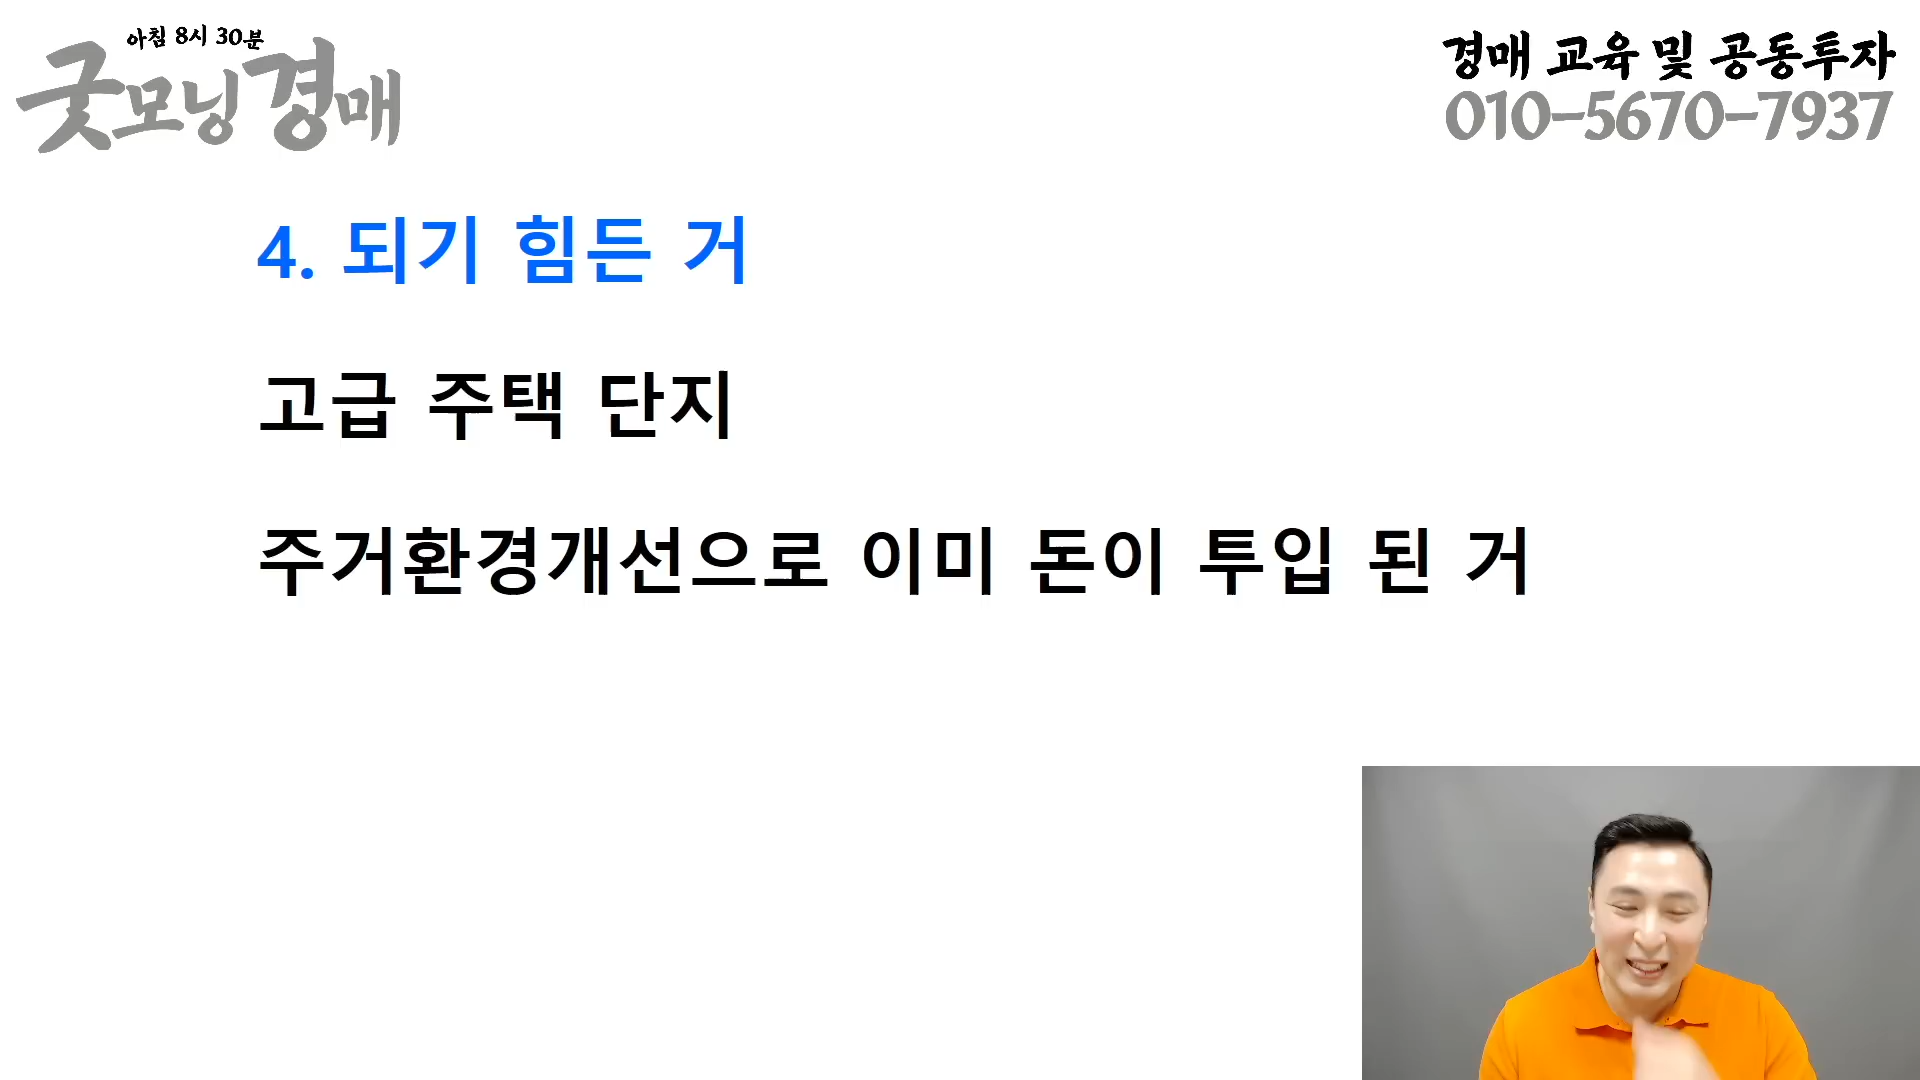 아침 8시 30분
굿모닝경매
경매 교육 및 공동투자
010-5670-7937
4. 되기 힘든 거
고급 주택 단지
주거환경개선으로 이미 돈이 투입 된 거